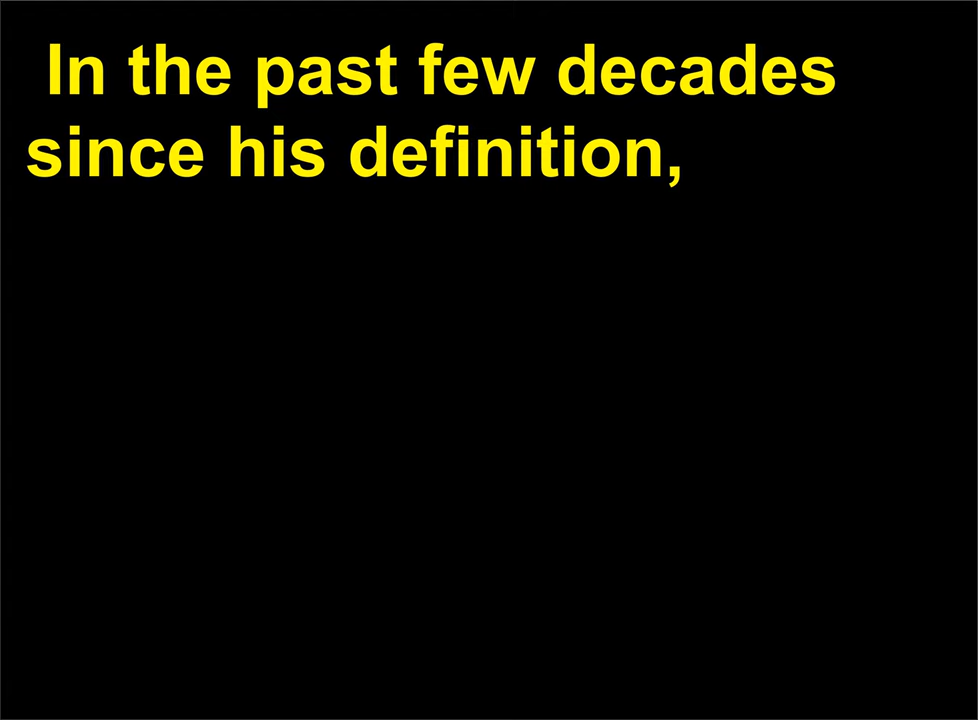 In the past few decades
since his definition,